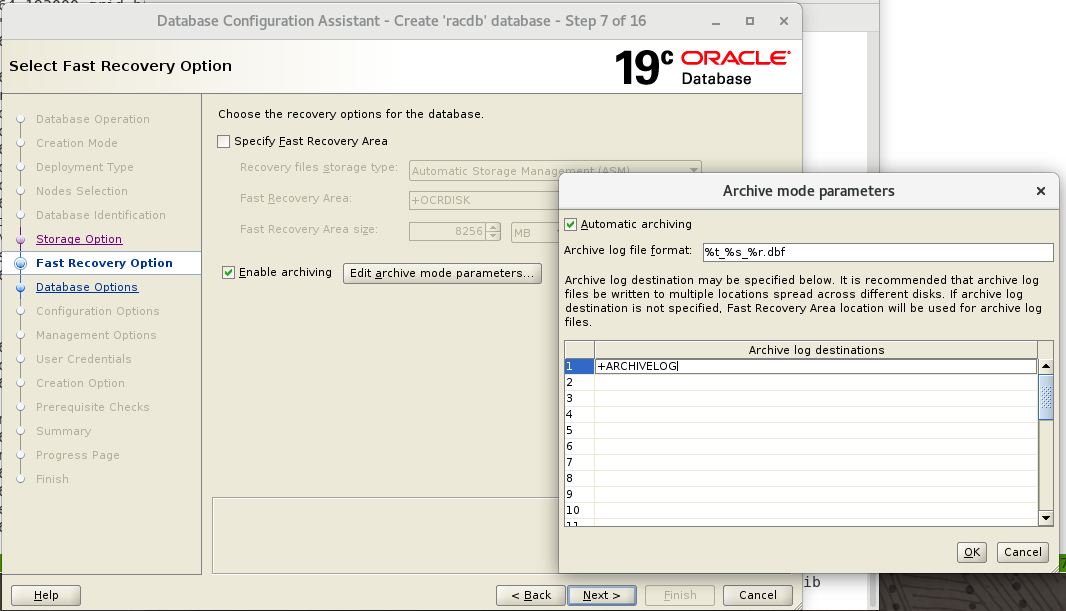 Database Configuration Assistant - Create 'racdb' database - Step 7 of 16
Select Fast Recovery Option
19c ORACLE
Database
Database Operation
Creation Mode
Deployment Type
Nodes Selection
Database Identification
Storage Option
Fast Recovery Option
Database Options
Configuration Options
Management Options
User Credentials
Creation Option
Prerequisite Checks
Summary
Progress Page
Finish
Choose the recovery options for the database.
Specify Fast Recovery Area
Recovery files storage type: Automatic Storage Management (ASM)
Fast Recovery Area: +OCRDISK
Fast Recovery Area size: 8256 MB
Enable archiving Edit archive mode parameters...
Archive mode parameters
Automatic archiving
Archive log file format: %t_%s_%r.dbf
Archive log destination may be specified below. It is recommended that archive log
files be written to multiple locations spread across different disks. If archive log
destination is not specified, Fast Recovery Area location will be used for archive log
files.
Archive log destinations
1 +ARCHIVELOG
2
3
4
5
6
7
8
9
10
11
OK Cancel
Help < Back Next > Finish Cancel
ib